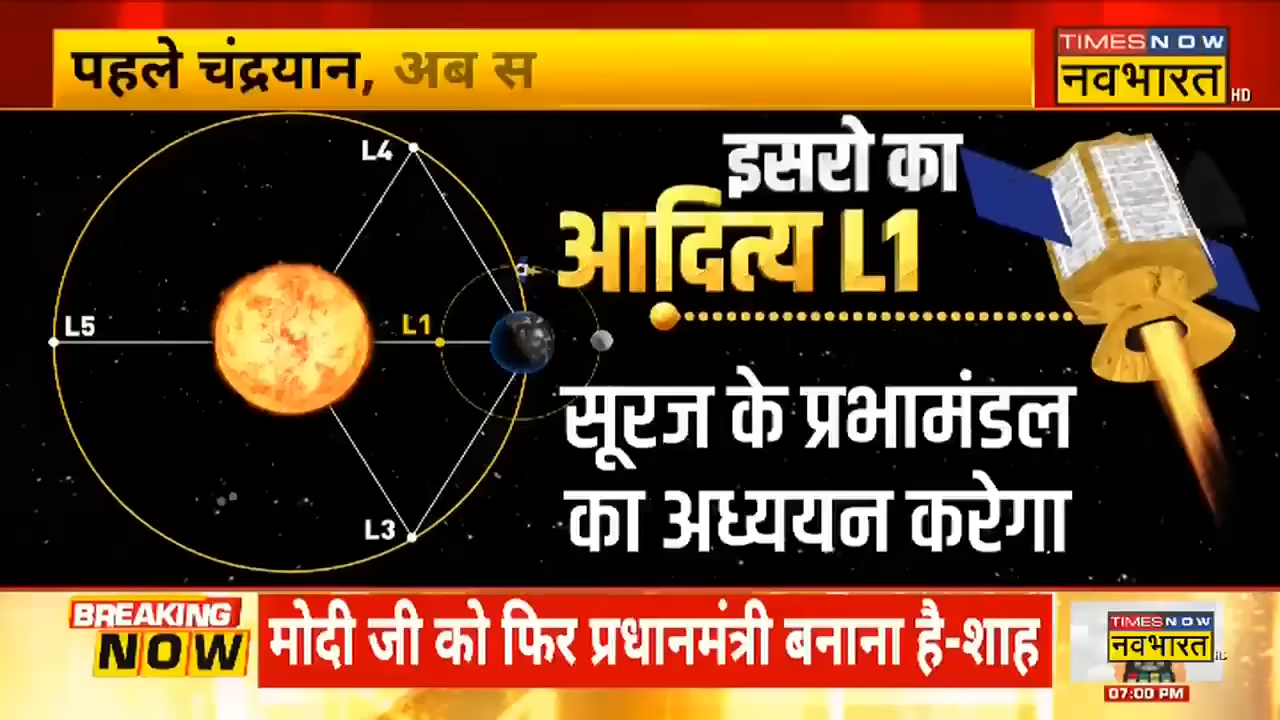 पहले चंद्रयान, अब स
TIMES NOW
नवभारत HD
L4
इसरो का
आदित्य L1
L5
L1
सूरज के प्रभामंडल
का अध्ययन करेगा
L3
BREAKING
NOW
मोदी जी को फिर प्रधानमंत्री बनाना है-शाह
TIMES NOW
नवभारत
07:00 PM